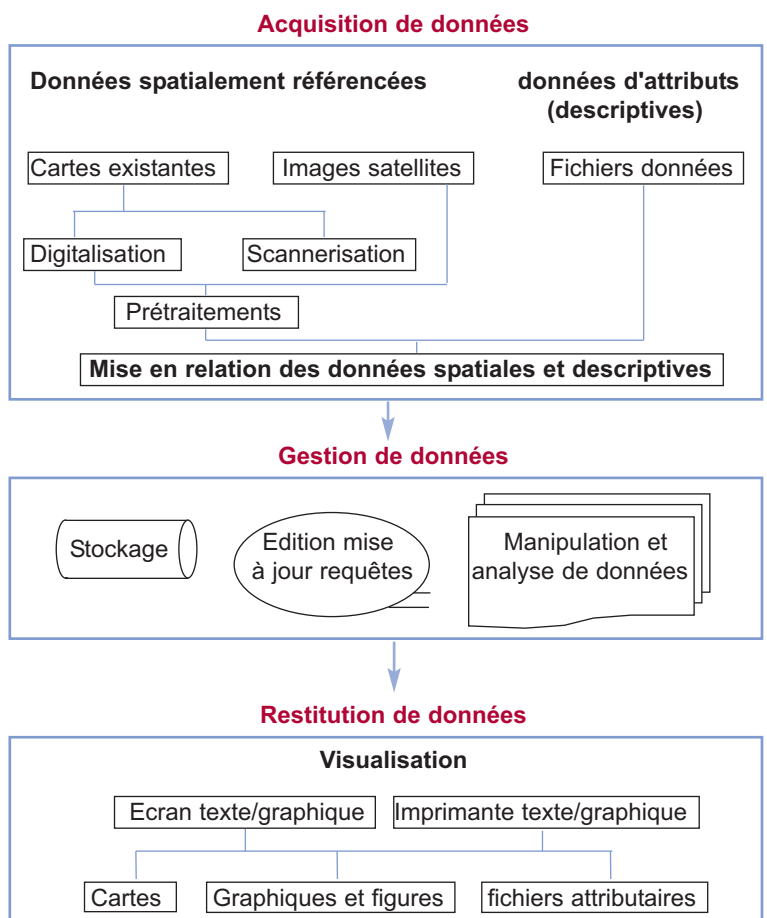 Acquisition de données
Données spatialement référencées
données d'attributs
(descriptives)
Cartes existantes
Images satellites
Fichiers données
Digitalisation
Scannerisation
Prétraitements
Mise en relation des données spatiales et descriptives
Gestion de données
Stockage
Edition mise
à jour requêtes
Manipulation et
analyse de données
Restitution de données
Visualisation
Ecran texte/graphique
Imprimante texte/graphique
Cartes
Graphiques et figures
fichiers attributaires